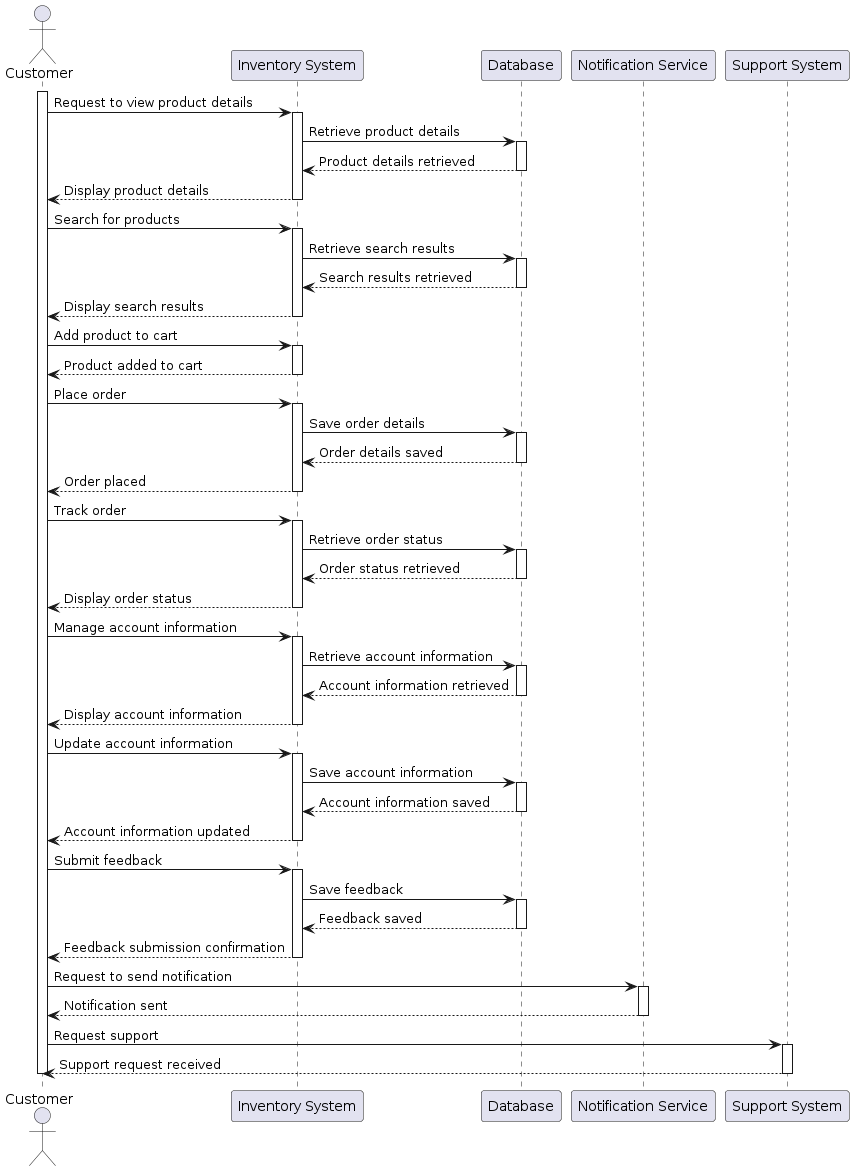 Customer
Inventory System
Database
Notification Service
Support System
Request to view product details
Retrieve product details
Product details retrieved
Display product details
Search for products
Retrieve search results
Search results retrieved
Display search results
Add product to cart
Product added to cart
Place order
Save order details
Order details saved
Order placed
Track order
Retrieve order status
Order status retrieved
Display order status
Manage account information
Retrieve account information
Account information retrieved
Display account information
Update account information
Save account information
Account information saved
Account information updated
Submit feedback
Save feedback
Feedback saved
Feedback submission confirmation
Request to send notification
Notification sent
Request support
Support request received
Customer
Inventory System
Database
Notification Service
Support System